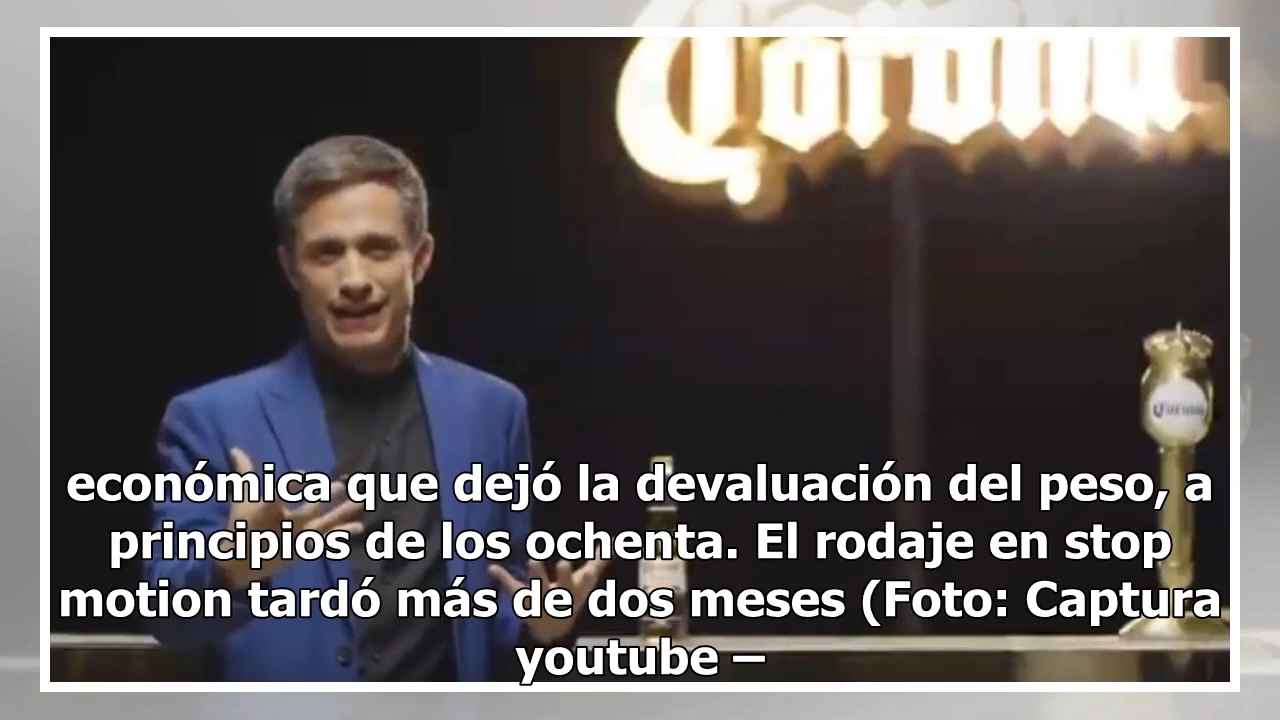 Corona
Corona
económica que dejó la devaluación del peso, a
principios de los ochenta. El rodaje en stop
motion tardó más de dos meses (Foto: Captura
youtube –